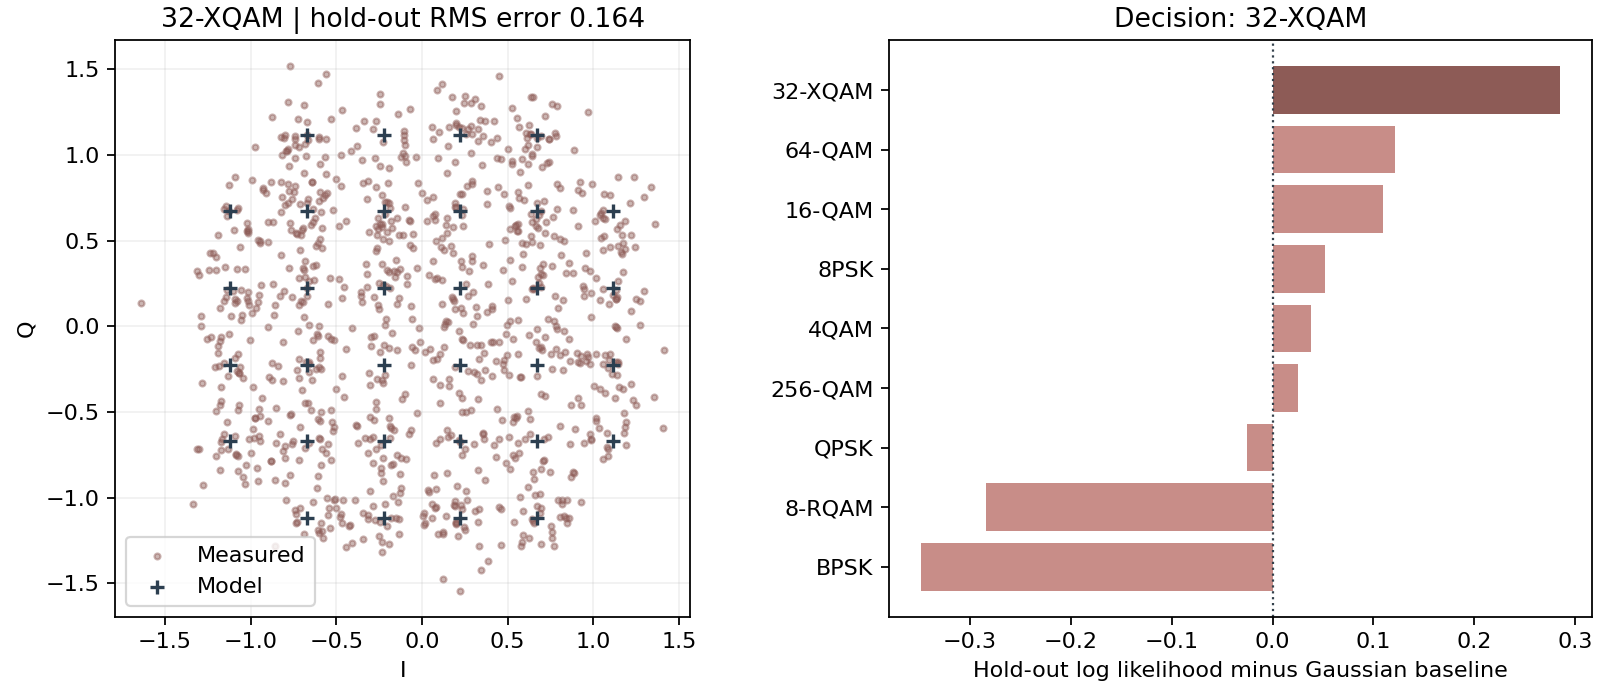 32-XQAM | hold-out RMS error 0.164
1.5
1.0
0.5
0.0
−0.5
−1.0
−1.5
Q
Measured
Model
−1.5
−1.0
−0.5
0.0
0.5
1.0
1.5
I
Decision: 32-XQAM
32-XQAM
64-QAM
16-QAM
8PSK
4QAM
256-QAM
QPSK
8-RQAM
BPSK
−0.3
−0.2
−0.1
0.0
0.1
0.2
0.3
Hold-out log likelihood minus Gaussian baseline